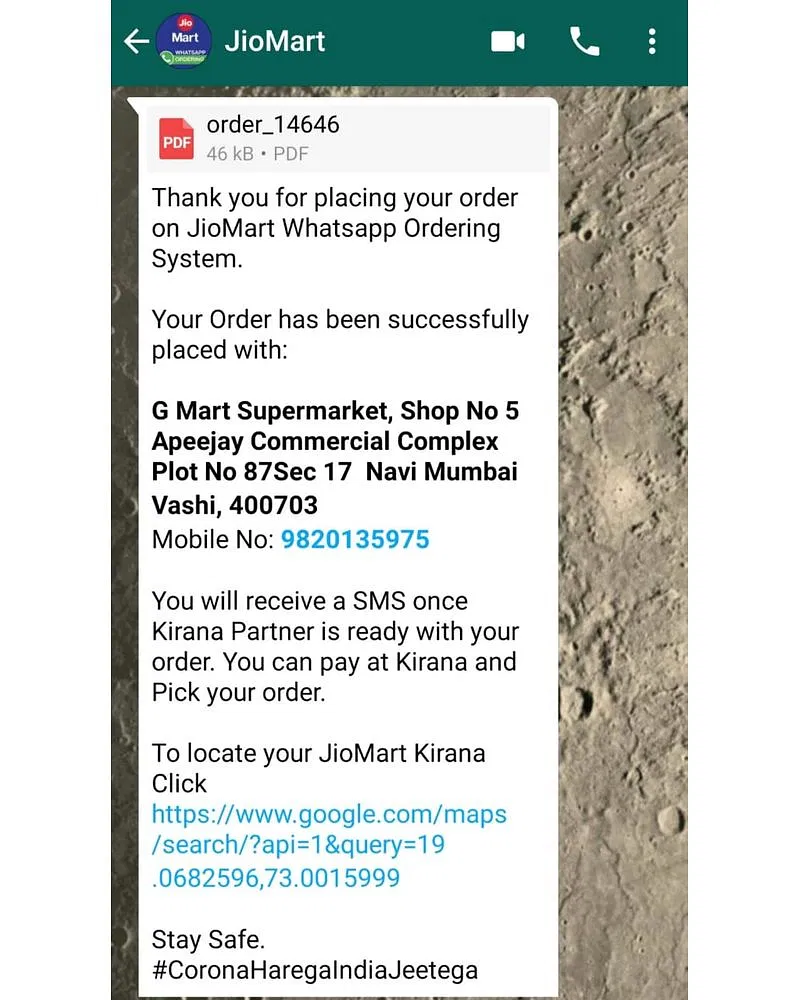 Jio
Mart
WHATSAPP
ORDERING
JioMart
PDF
order_14646
46 kB • PDF
Thank you for placing your order
on JioMart Whatsapp Ordering
System.
Your Order has been successfully
placed with:
G Mart Supermarket, Shop No 5
Apeejay Commercial Complex
Plot No 87Sec 17  Navi Mumbai
Vashi, 400703
Mobile No: 9820135975
You will receive a SMS once
Kirana Partner is ready with your
order. You can pay at Kirana and
Pick your order.
To locate your JioMart Kirana
Click
https://www.google.com/maps
/search/?api=1&query=19
.0682596,73.0015999
Stay Safe.
#CoronaHaregaIndiaJeetega